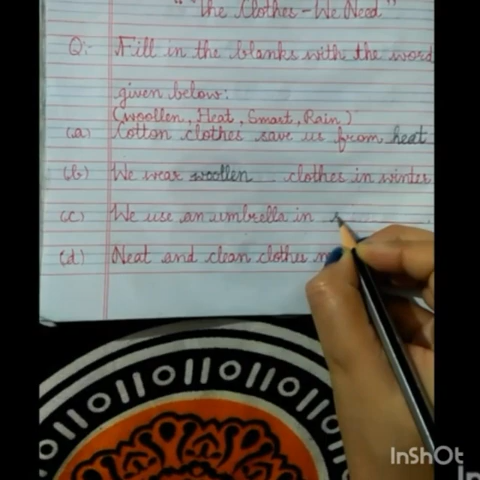 "The Clothes - We Need"
Q:- Fill in the blanks with the word
given below:
(woollen, Heat, Smart, Rain)
(a) Cotton clothes save us from heat
(b) We wear woollen clothes in winter
(c) We use an umbrella in
(d) Neat and clean clothes
InShOt
In